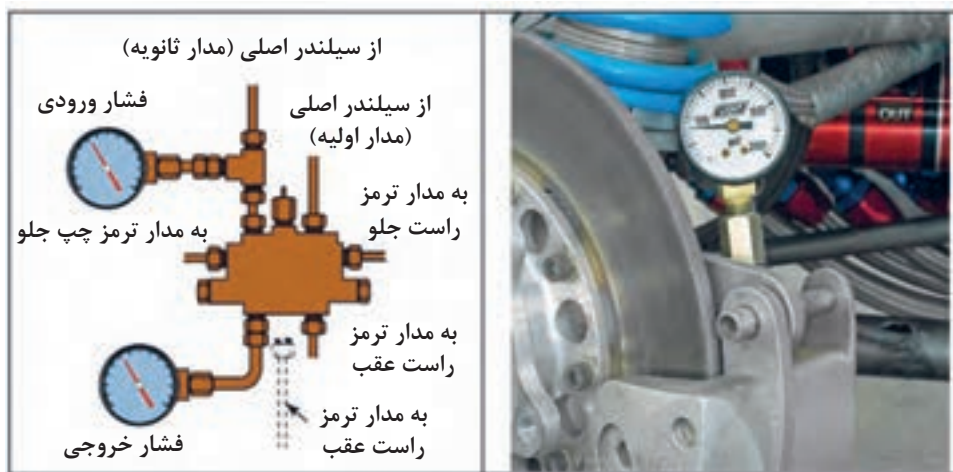 از سیلندر اصلی (مدار ثانویه)
فشار ورودی
از سیلندر اصلی
(مدار اولیه)
به مدار ترمز
راست جلو
به مدار ترمز چپ جلو
به مدار ترمز
راست عقب
به مدار ترمز
راست عقب
فشار خروجی
OUT